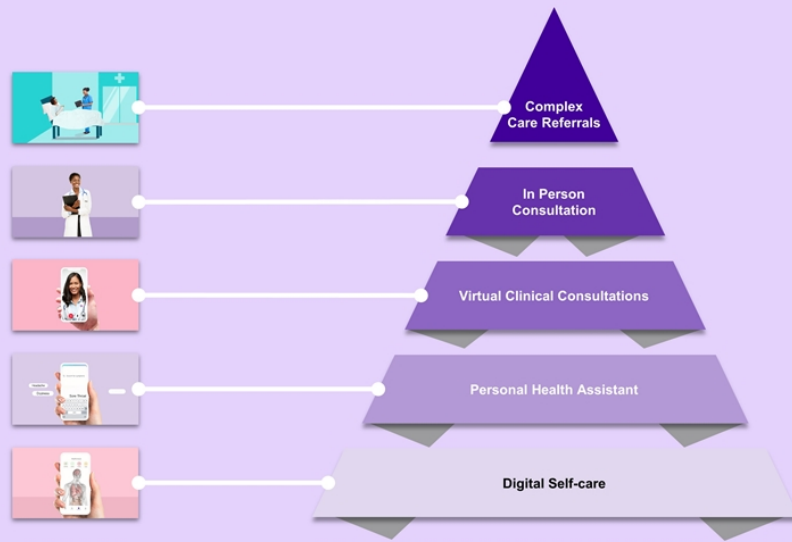 Complex
Care Referrals
In Person
Consultation
Virtual Clinical Consultations
Personal Health Assistant
Digital Self-care